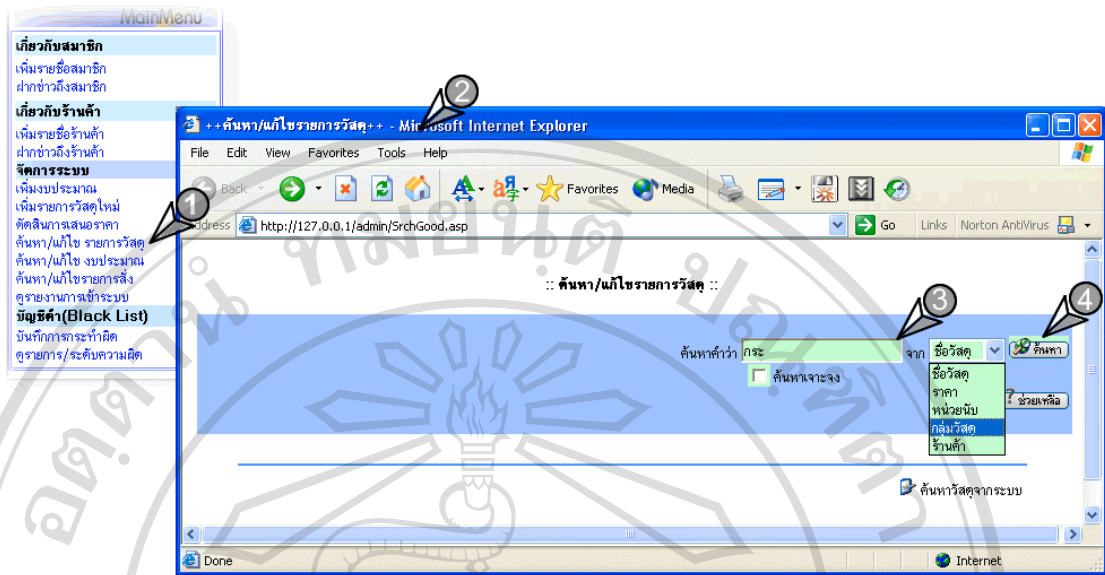 MainMenu
เกี่ยวกับสมาชิก
เพิ่มรายชื่อสมาชิก
ฝากข่าวถึงสมาชิก
เกี่ยวกับร้านค้า
เพิ่มรายชื่อร้านค้า
ฝากข่าวถึงร้านค้า
จัดการระบบ
เพิ่มงบประมาณ
เพิ่มรายการวัสดุใหม่
ตัดสินการเสนอราคา
ค้นหา/แก้ไข รายการวัสดุ
ค้นหา/แก้ไข งบประมาณ
ค้นหา/แก้ไขรายการสั่ง
ดูรายงานการเข้าระบบ
บัญชีดำ(Black List)
บันทึกการกระทำผิด
ดูรายการ/ระดับความผิด
1
2
++ค้นหา/แก้ไขรายการวัสดุ++ - Microsoft Internet Explorer
File Edit View Favorites Tools Help
Back Favorites Media
Address http://127.0.0.1/admin/SrchGood.asp Go Links Norton AntiVirus
:: ค้นหา/แก้ไขรายการวัสดุ ::
3
4
ค้นหาคำว่า กระ จาก ชื่อวัสดุ ค้นหา
ค้นหาเจาะจง
ชื่อวัสดุ
ราคา
หน่วยนับ
กลุ่มวัสดุ
ร้านค้า
? ช่วยเหลือ
ค้นหาวัสดุจากระบบ
Done Internet